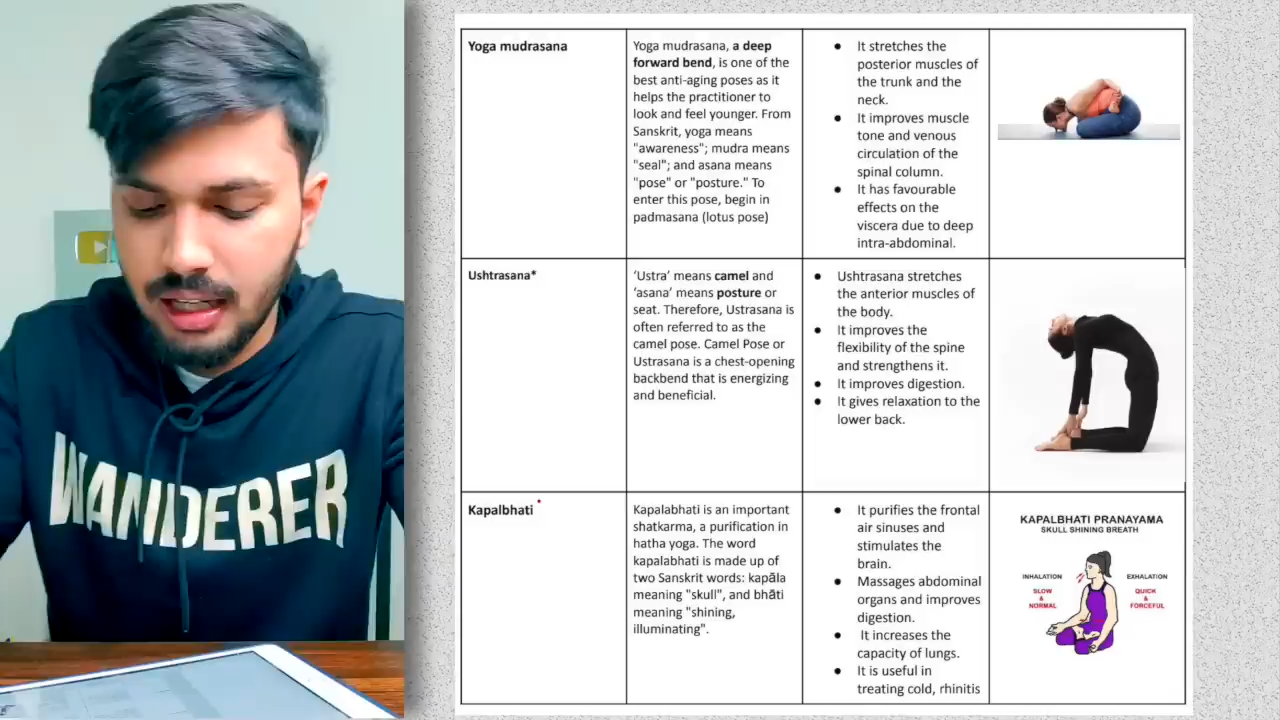 WANDERER
Yoga mudrasana
Yoga mudrasana, a deep
forward bend, is one of the
best anti-aging poses as it
helps the practitioner to
look and feel younger. From
Sanskrit, yoga means
"awareness"; mudra means
"seal"; and asana means
"pose" or "posture." To
enter this pose, begin in
padmasana (lotus pose)
● It stretches the
posterior muscles of
the trunk and the
neck.
● It improves muscle
tone and venous
circulation of the
spinal column.
● It has favourable
effects on the
viscera due to deep
intra-abdominal.
Ushtrasana*
‘Ustra’ means camel and
‘asana’ means posture or
seat. Therefore, Ustrasana is
often referred to as the
camel pose. Camel Pose or
Ustrasana is a chest-opening
backbend that is energizing
and beneficial.
● Ushtrasana stretches
the anterior muscles of
the body.
● It improves the
flexibility of the spine
and strengthens it.
● It improves digestion.
● It gives relaxation to the
lower back.
Kapalbhati
Kapalabhati is an important
shatkarma, a purification in
hatha yoga. The word
kapalabhati is made up of
two Sanskrit words: kapāla
meaning "skull", and bhāti
meaning "shining,
illuminating".
● It purifies the frontal
air sinuses and
stimulates the
brain.
● Massages abdominal
organs and improves
digestion.
● It increases the
capacity of lungs.
● It is useful in
treating cold, rhinitis
KAPALBHATI PRANAYAMA
SKULL SHINING BREATH
INHALATION
SLOW
&
NORMAL
EXHALATION
QUICK
&
FORCEFUL